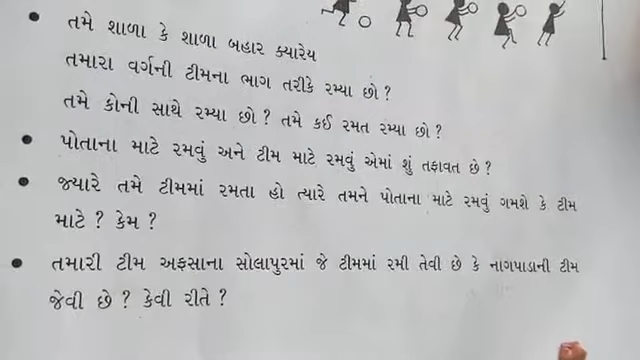 તમે શાળા કે શાળા બહાર ક્યારેય
તમારા વર્ગની ટીમના ભાગ તરીકે રમ્યા છો?
તમે કોની સાથે રમ્યા છો? તમે કઈ રમત રમ્યા છો?
પોતાના માટે રમવું અને ટીમ માટે રમવું એમાં શું તફાવત છે?
જ્યારે તમે ટીમમાં રમતા હો ત્યારે તમને પોતાના માટે રમવું ગમશે કે ટીમ
માટે? કેમ?
તમારી ટીમ અફસાના સોલાપુરમાં જે ટીમમાં રમી તેવી છે કે નાગપાડાની ટીમ
જેવી છે? કેવી રીતે?